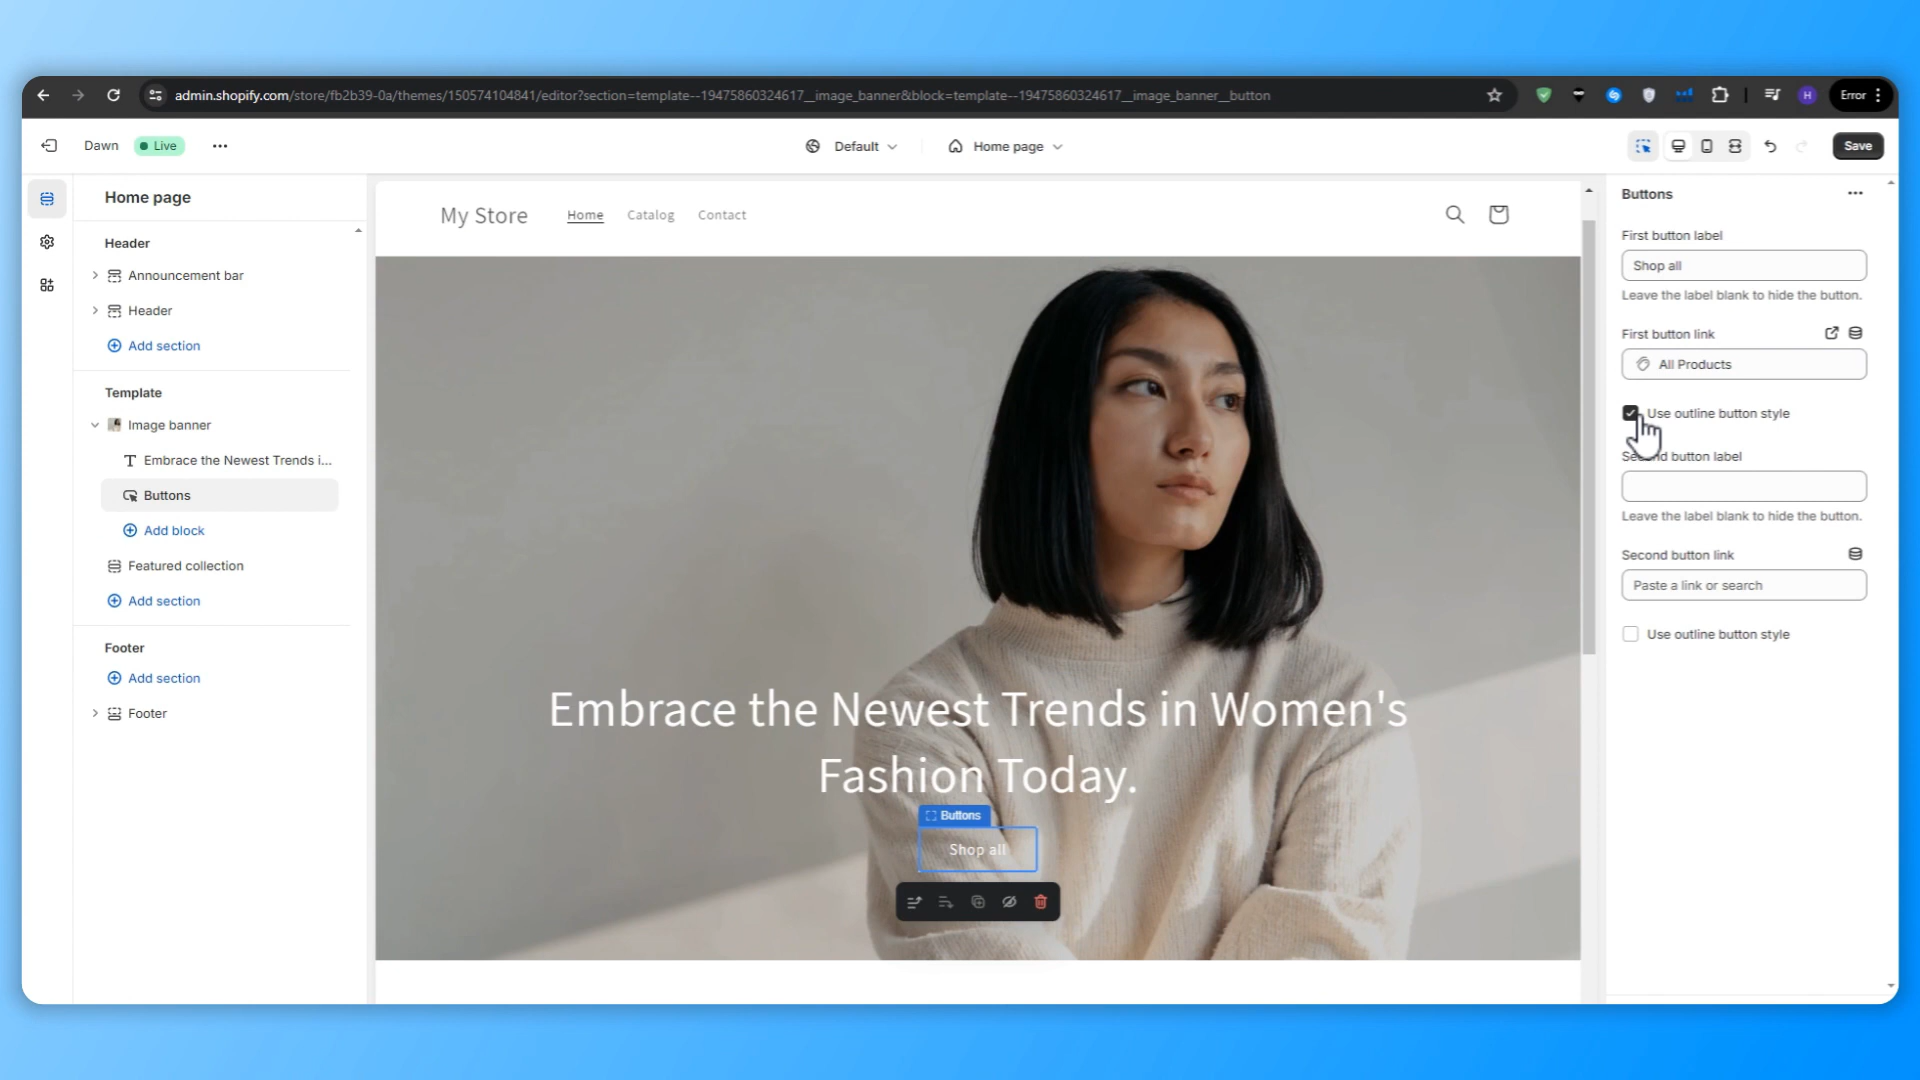 admin.shopify.com/store/fb2b39-0a/themes/150574104841/editor?section=template--19475860324617__image_banner&block=template--19475860324617__image_banner__button
H
Error
Dawn
Live
Default
Home page
Save
Home page
Header
Announcement bar
Header
Add section
Template
Image banner
Embrace the Newest Trends i...
Buttons
Add block
Featured collection
Add section
Footer
Add section
Footer
My Store
Home
Catalog
Contact
Embrace the Newest Trends in Women's
Fashion Today.
Buttons
Shop all
Buttons
First button label
Shop all
Leave the label blank to hide the button.
First button link
All Products
Use outline button style
Second button label
Leave the label blank to hide the button.
Second button link
Paste a link or search
Use outline button style